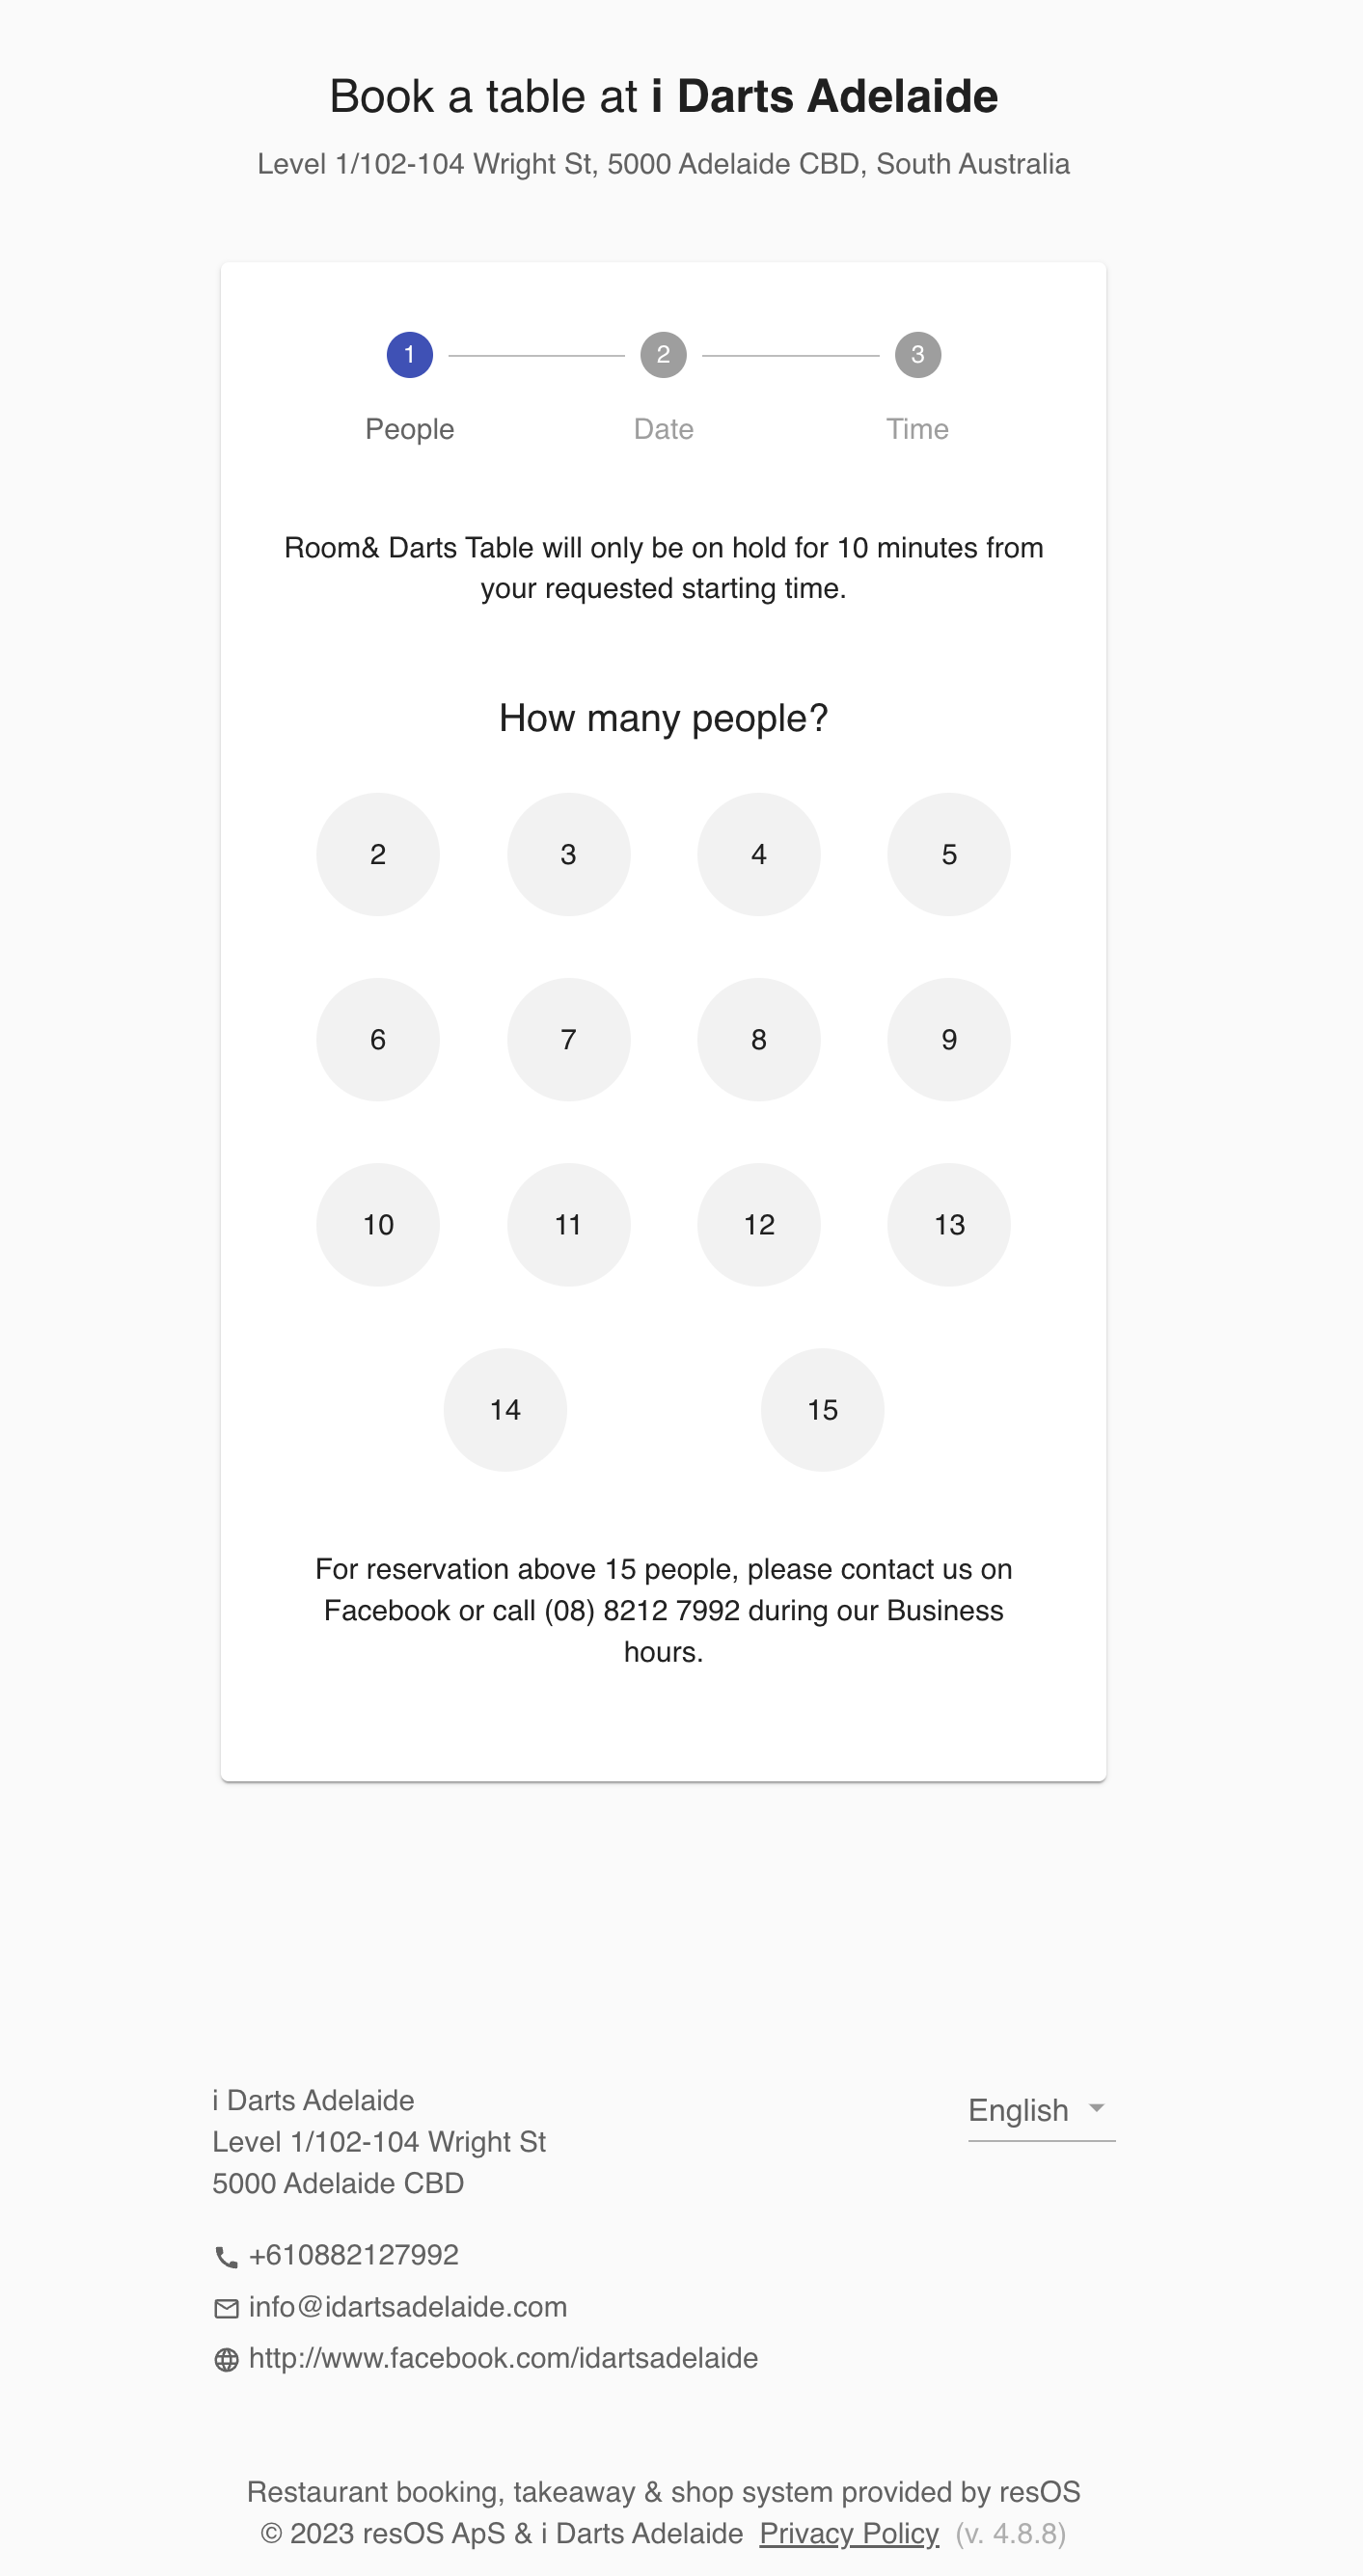 Book a table at i Darts Adelaide
Level 1/102-104 Wright St, 5000 Adelaide CBD, South Australia
1
2
3
People
Date
Time
Room& Darts Table will only be on hold for 10 minutes from
your requested starting time.
How many people?
2
3
4
5
6
7
8
9
10
11
12
13
14
15
For reservation above 15 people, please contact us on
Facebook or call (08) 8212 7992 during our Business
hours.
i Darts Adelaide
Level 1/102-104 Wright St
5000 Adelaide CBD
English
+610882127992
info@idartsadelaide.com
http://www.facebook.com/idartsadelaide
Restaurant booking, takeaway & shop system provided by resOS
© 2023 resOS ApS & i Darts Adelaide Privacy Policy (v. 4.8.8)